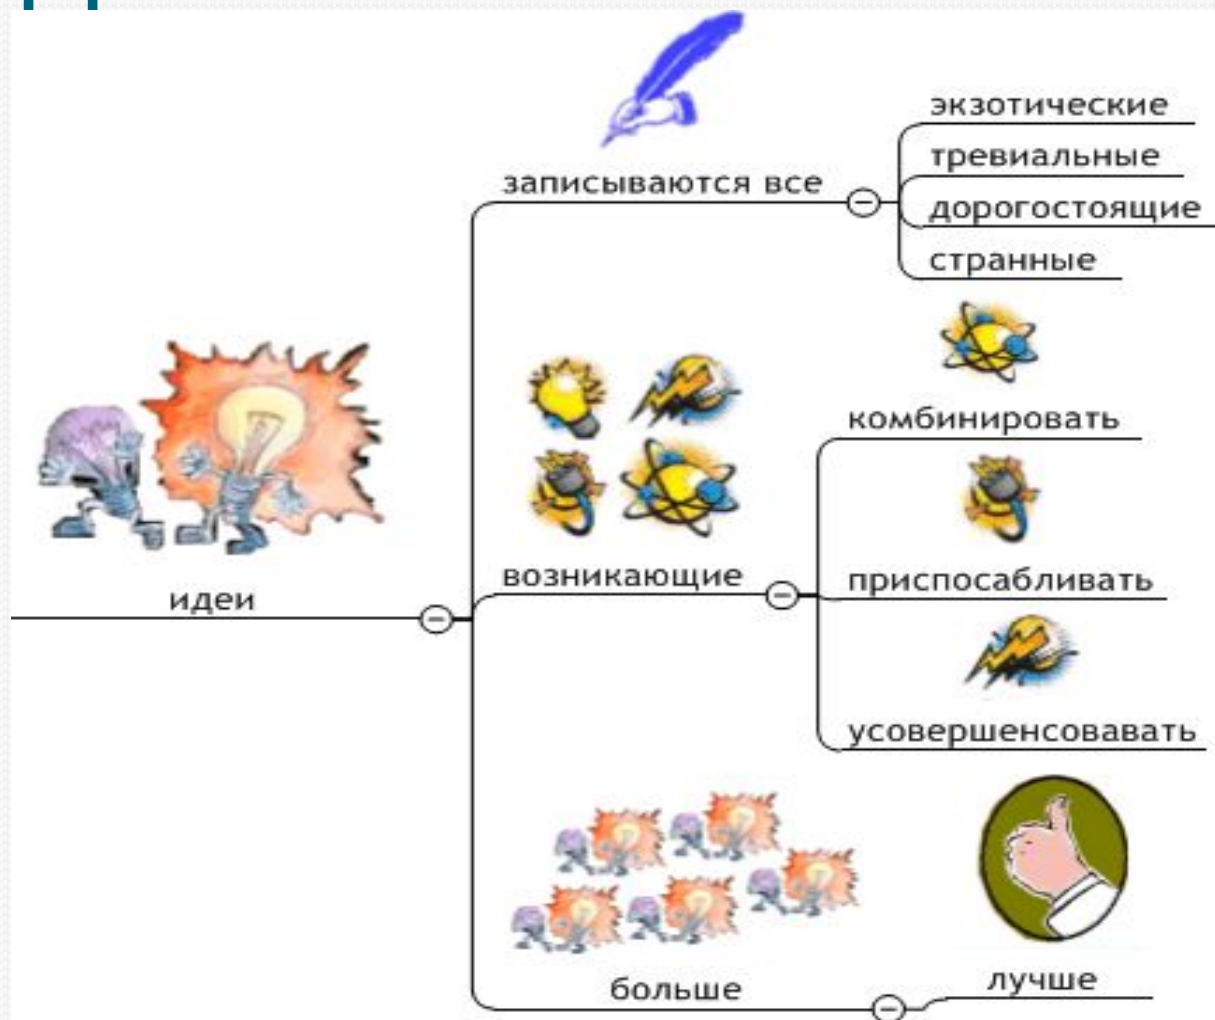 идеи
записываются все
экзотические
тревиальные
дорогостоящие
странные
возникающие
комбинировать
приспосабливать
усовершенсовавать
больше
лучше